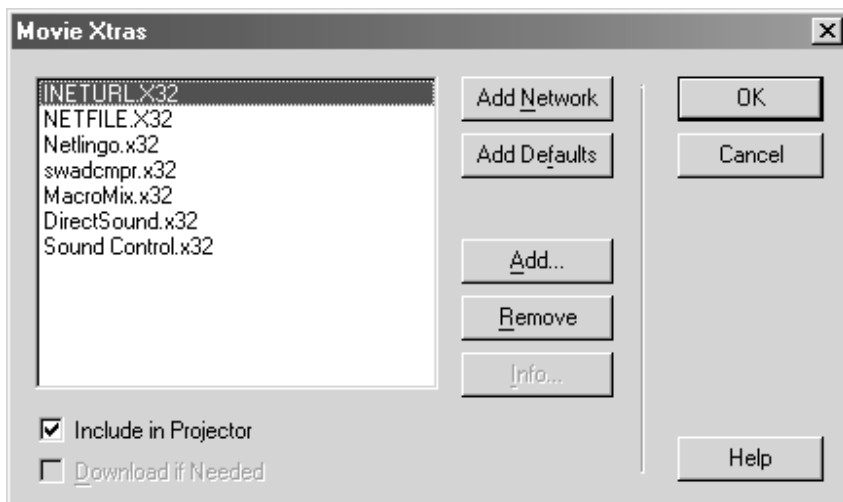 Movie Xtras
INETURL.X32
NETFILE.X32
Netlingo.x32
swadcmpr.x32
MacroMix.x32
DirectSound.x32
Sound Control.x32
Add Network
Add Defaults
Add...
Remove
Info...
OK
Cancel
Help
Include in Projector
Download if Needed